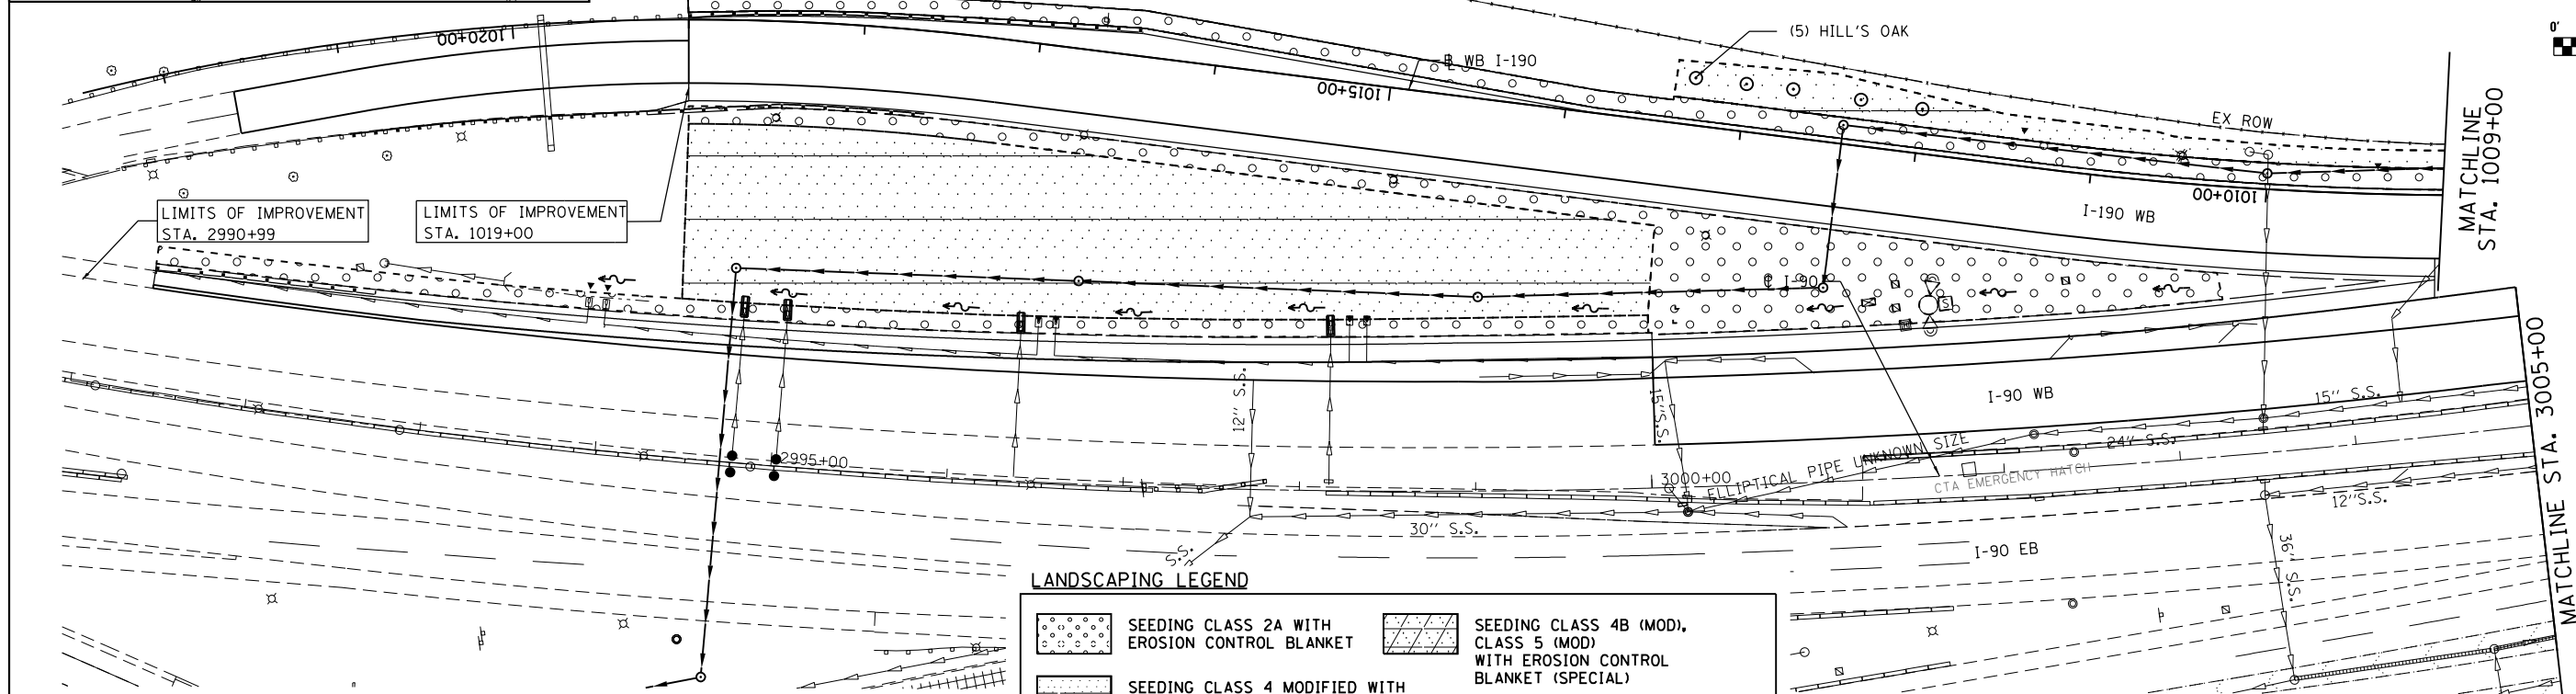 0'
1020+00
(5) HILL'S OAK
℄ WB I-190
1015+00
EX ROW
MATCHLINE
STA. 1009+00
1010+00
I-190 WB
LIMITS OF IMPROVEMENT
STA. 2990+99
LIMITS OF IMPROVEMENT
STA. 1019+00
℄ I-90
S
MATCHLINE STA. 3005+00
12" S.S.
15"S.S.
I-90 WB
15" S.S.
24" S.S.
2995+00
3000+00
ELLIPTICAL PIPE UNKNOWN SIZE
CTA EMERGENCY HATCH
12"S.S.
30" S.S.
S.S.
I-90 EB
36" S.S.
LANDSCAPING LEGEND
SEEDING CLASS 2A WITH
EROSION CONTROL BLANKET
SEEDING CLASS 4B (MOD),
CLASS 5 (MOD)
WITH EROSION CONTROL
BLANKET (SPECIAL)
SEEDING CLASS 4 MODIFIED WITH